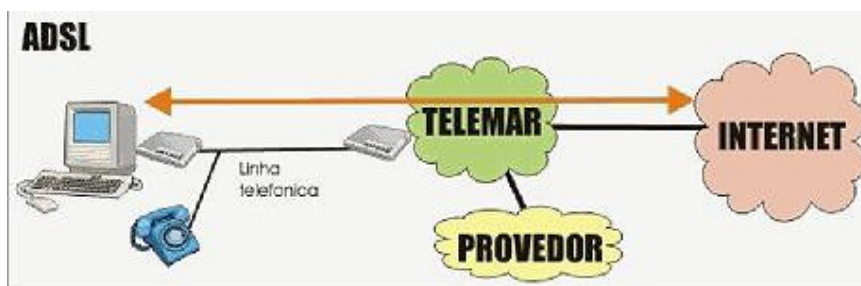 ADSL
TELEMAR
INTERNET
Linha
telefonica
PROVEDOR